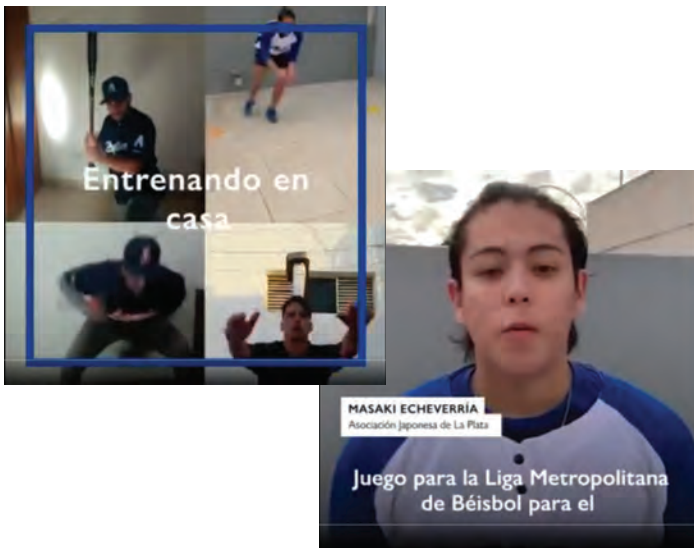 Entrenando en
casa
MASAKI ECHEVERRÍA
Asociación Japonesa de La Plata
Juego para la Liga Metropolitana
de Béisbol para el